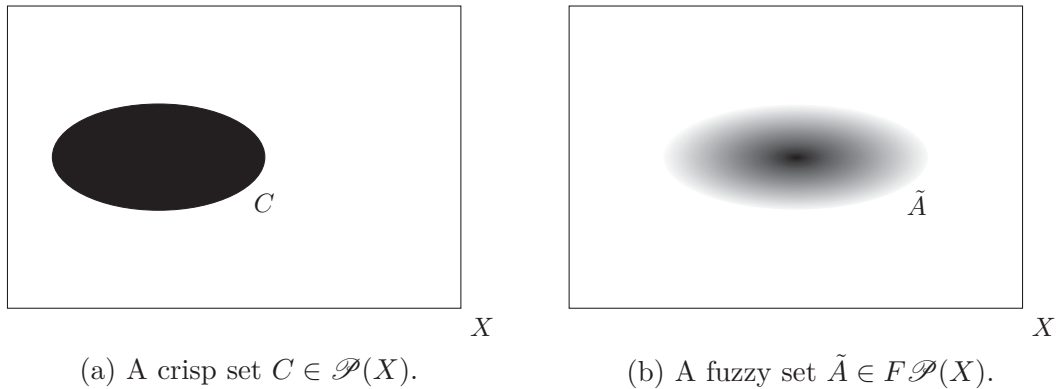 C
Ã
X
X
(a) A crisp set C ∈ 𝒫(X).
(b) A fuzzy set Ã ∈ F𝒫(X).